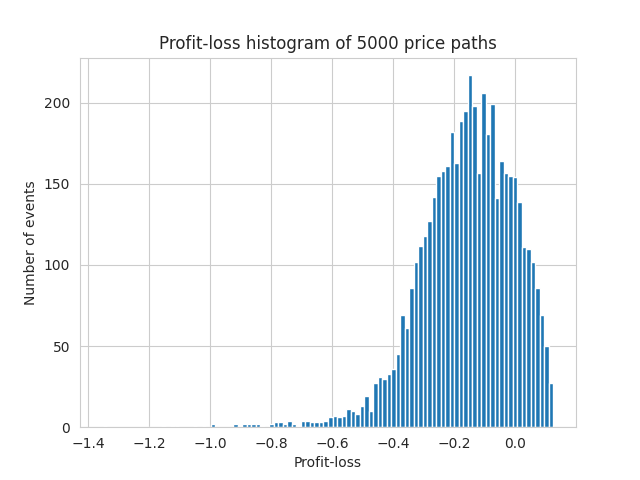 Profit-loss histogram of 5000 price paths
Number of events
200
150
100
50
0
−1.4 −1.2 −1.0 −0.8 −0.6 −0.4 −0.2 0.0
Profit-loss